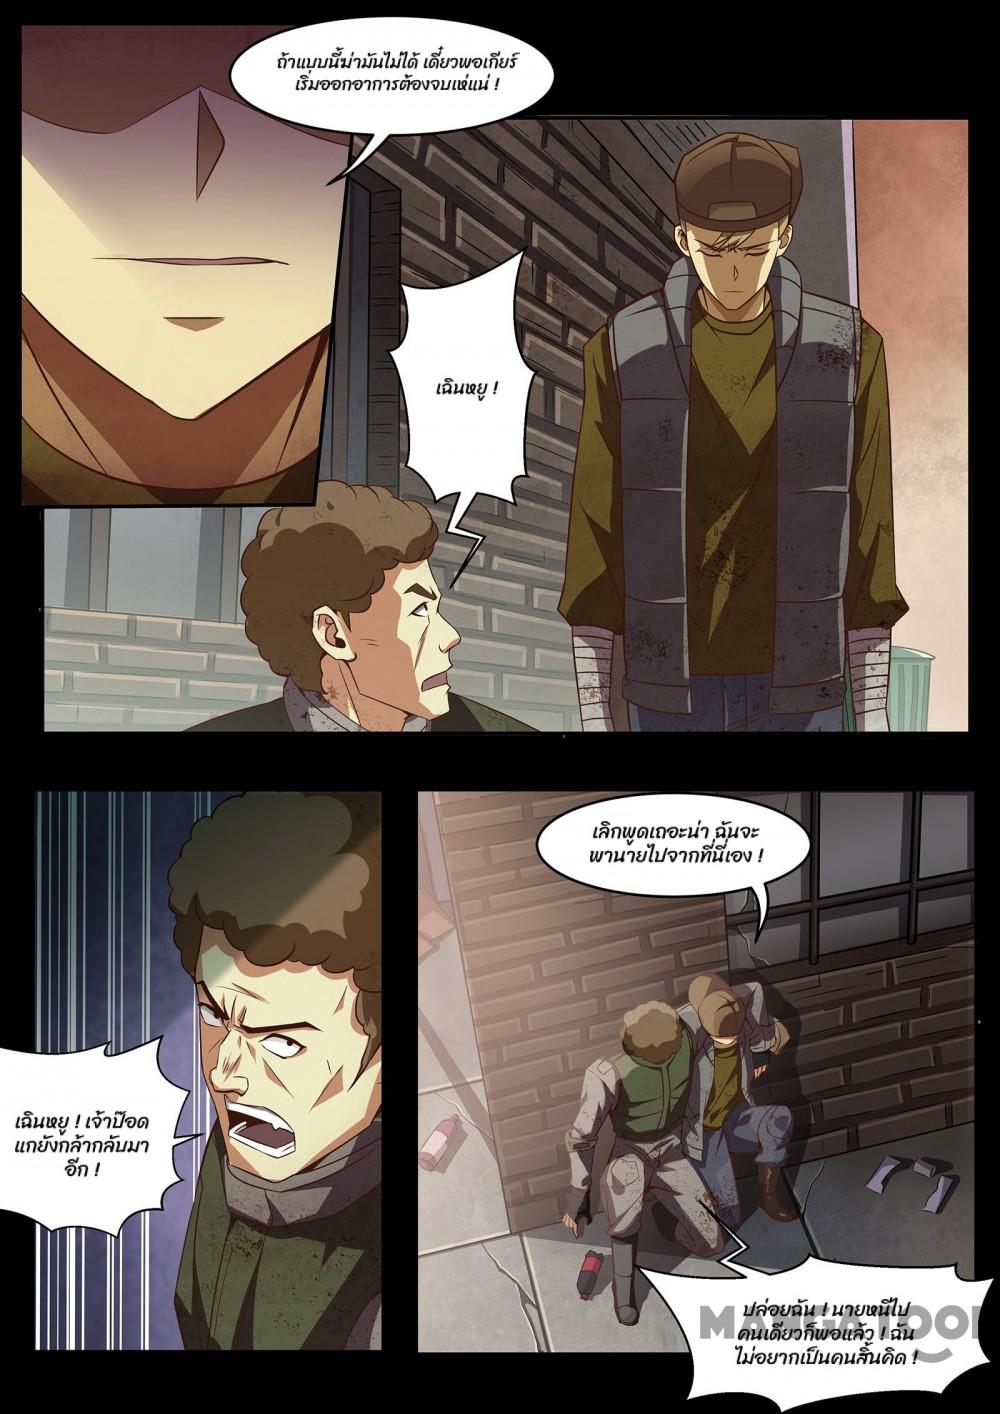 ถ้าแบบนี้ฆ่ามันไม่ได้ เดี๋ยวพอเกียร์
เริ่มออกอาการต้องจบเห่แน่ !
เฉินหยู !
เลิกพูดเถอะน่า ฉันจะ
พานายไปจากที่นี่เอง !
เฉินหยู ! เจ้าป๊อด
แกยังกล้ากลับมา
อีก !
ปล่อยฉัน ! นายหนีไป
คนเดียวก็พอแล้ว ! ฉัน
ไม่อยากเป็นคนสิ้นคิด !
MANGATOON